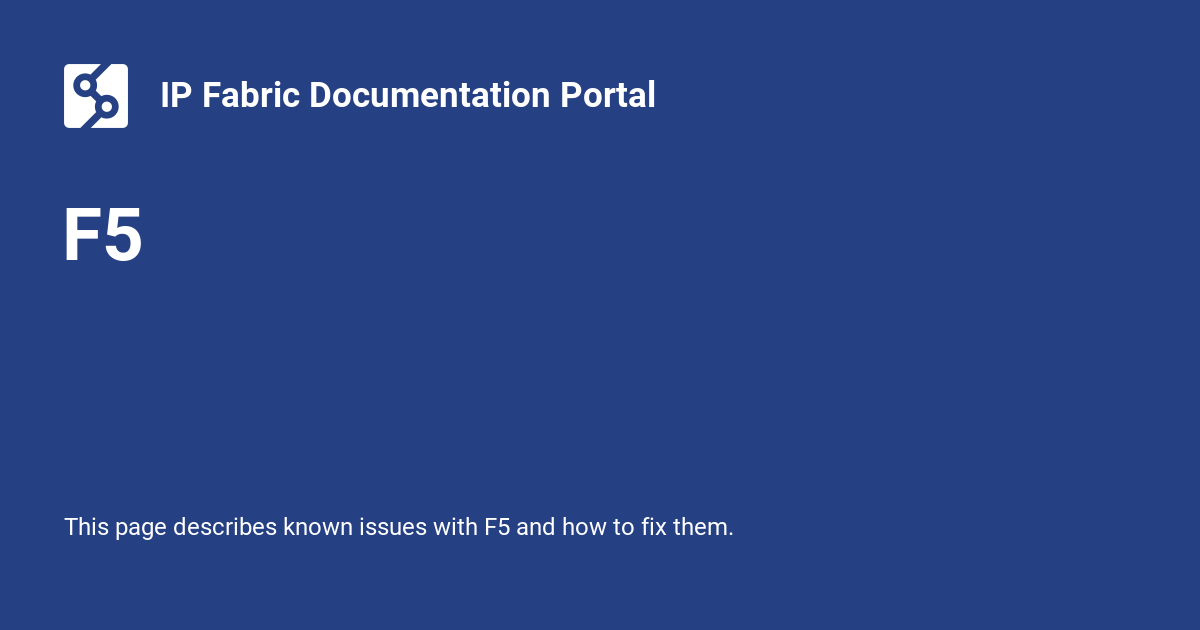 IP Fabric Documentation Portal
F5
This page describes known issues with F5 and how to fix them.